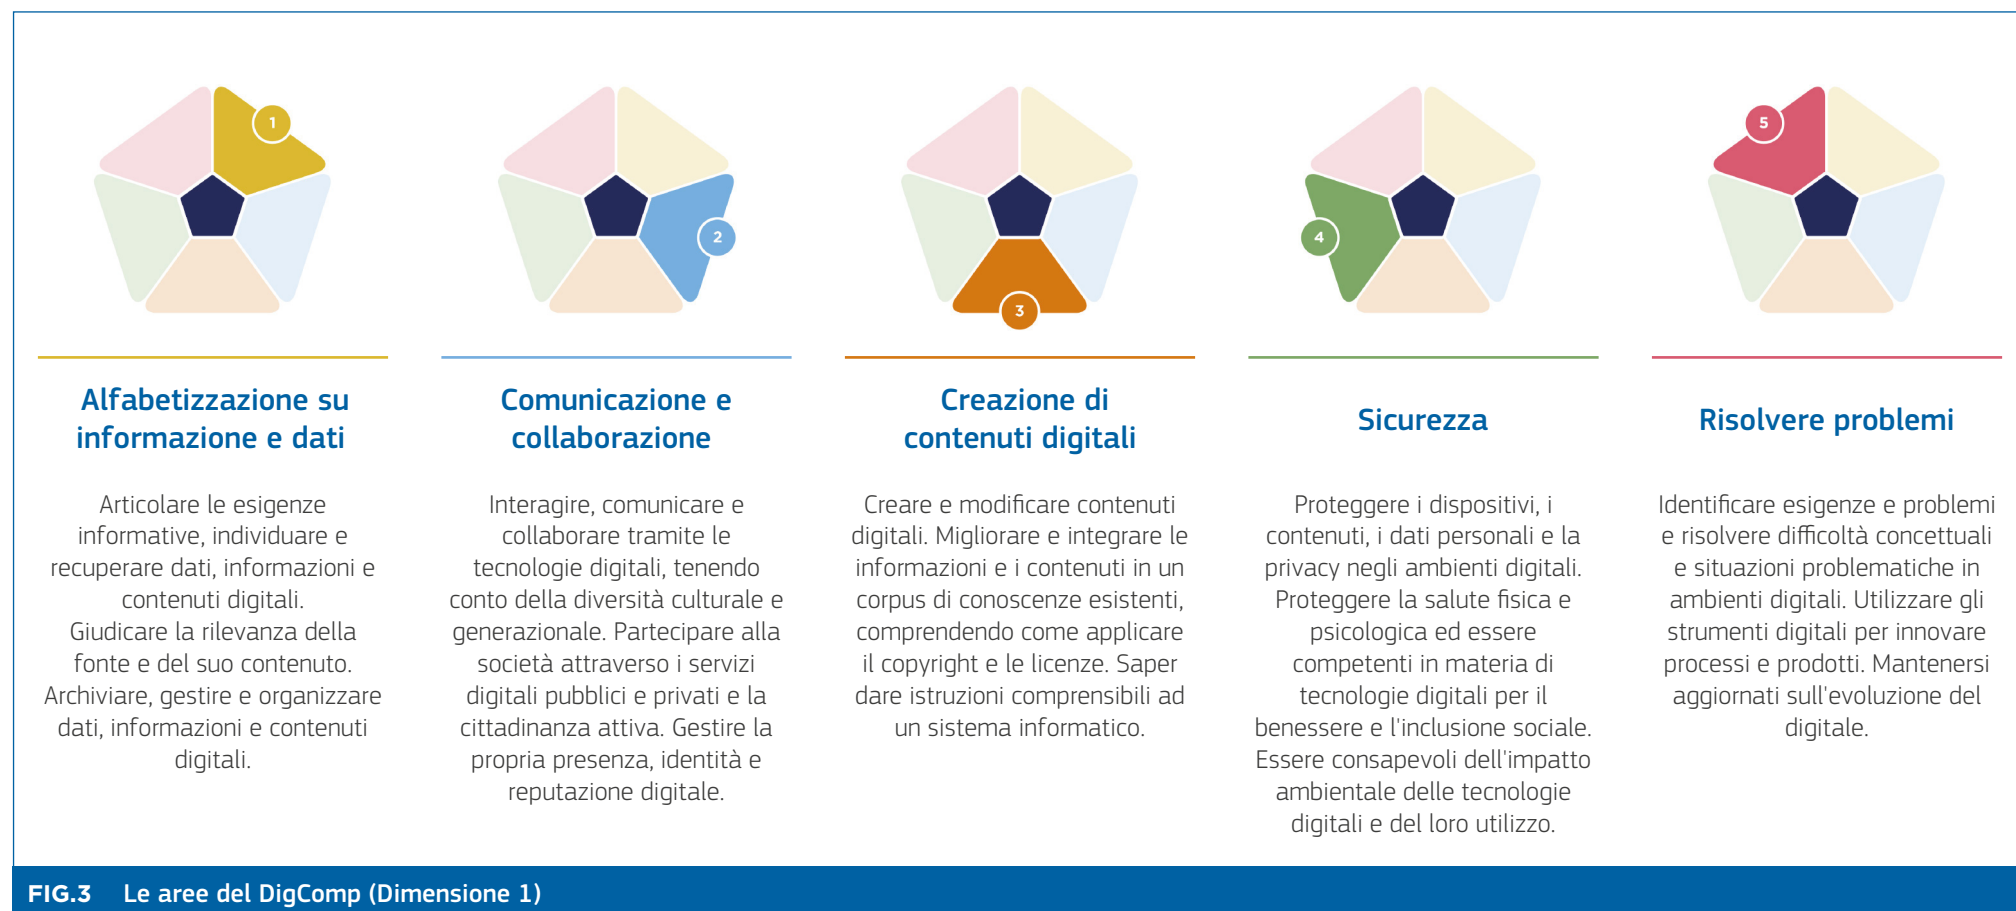 1
Alfabetizzazione su
informazione e dati
Articolare le esigenze
informative, individuare e
recuperare dati, informazioni e
contenuti digitali.
Giudicare la rilevanza della
fonte e del suo contenuto.
Archiviare, gestire e organizzare
dati, informazioni e contenuti
digitali.
2
Comunicazione e
collaborazione
Interagire, comunicare e
collaborare tramite le
tecnologie digitali, tenendo
conto della diversità culturale e
generazionale. Partecipare alla
società attraverso i servizi
digitali pubblici e privati e la
cittadinanza attiva. Gestire la
propria presenza, identità e
reputazione digitale.
3
Creazione di
contenuti digitali
Creare e modificare contenuti
digitali. Migliorare e integrare le
informazioni e i contenuti in un
corpus di conoscenze esistenti,
comprendendo come applicare
il copyright e le licenze. Saper
dare istruzioni comprensibili ad
un sistema informatico.
4
Sicurezza
Proteggere i dispositivi, i
contenuti, i dati personali e la
privacy negli ambienti digitali.
Proteggere la salute fisica e
psicologica ed essere
competenti in materia di
tecnologie digitali per il
benessere e l'inclusione sociale.
Essere consapevoli dell'impatto
ambientale delle tecnologie
digitali e del loro utilizzo.
5
Risolvere problemi
Identificare esigenze e problemi
e risolvere difficoltà concettuali
e situazioni problematiche in
ambienti digitali. Utilizzare gli
strumenti digitali per innovare
processi e prodotti. Mantenersi
aggiornati sull'evoluzione del
digitale.
FIG.3 Le aree del DigComp (Dimensione 1)